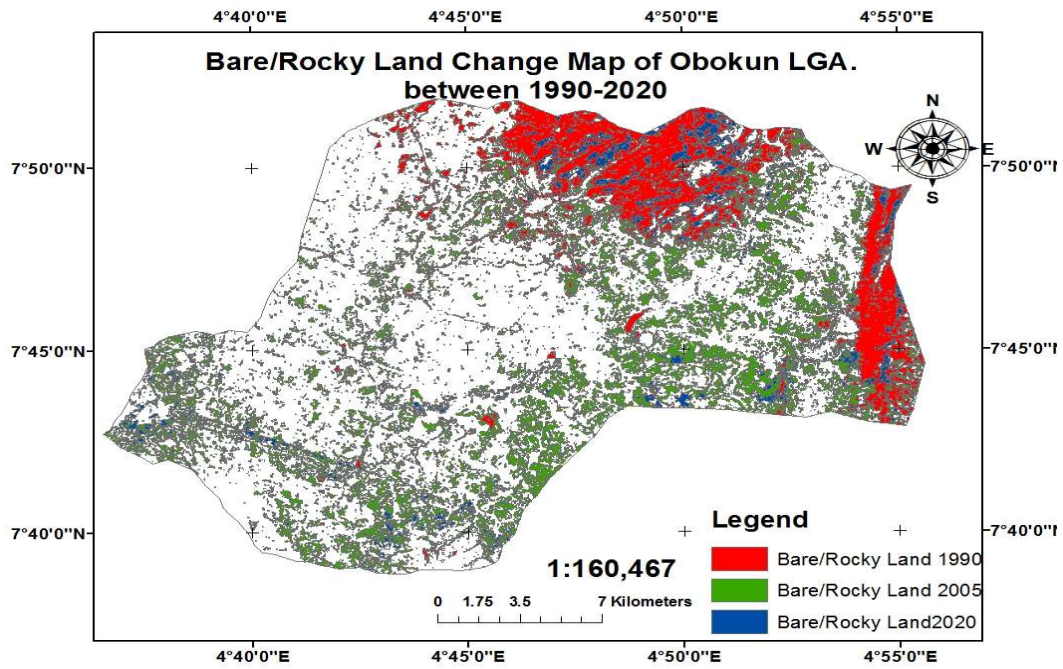 4°40'0"E 4°45'0"E 4°50'0"E 4°55'0"E
Bare/Rocky Land Change Map of Obokun LGA.
between 1990-2020
N
W E
S
7°50'0"N 7°50'0"N
7°45'0"N 7°45'0"N
7°40'0"N 7°40'0"N
Legend
1:160,467
Bare/Rocky Land 1990
Bare/Rocky Land 2005
Bare/Rocky Land2020
0 1.75 3.5 7 Kilometers
4°40'0"E 4°45'0"E 4°50'0"E 4°55'0"E